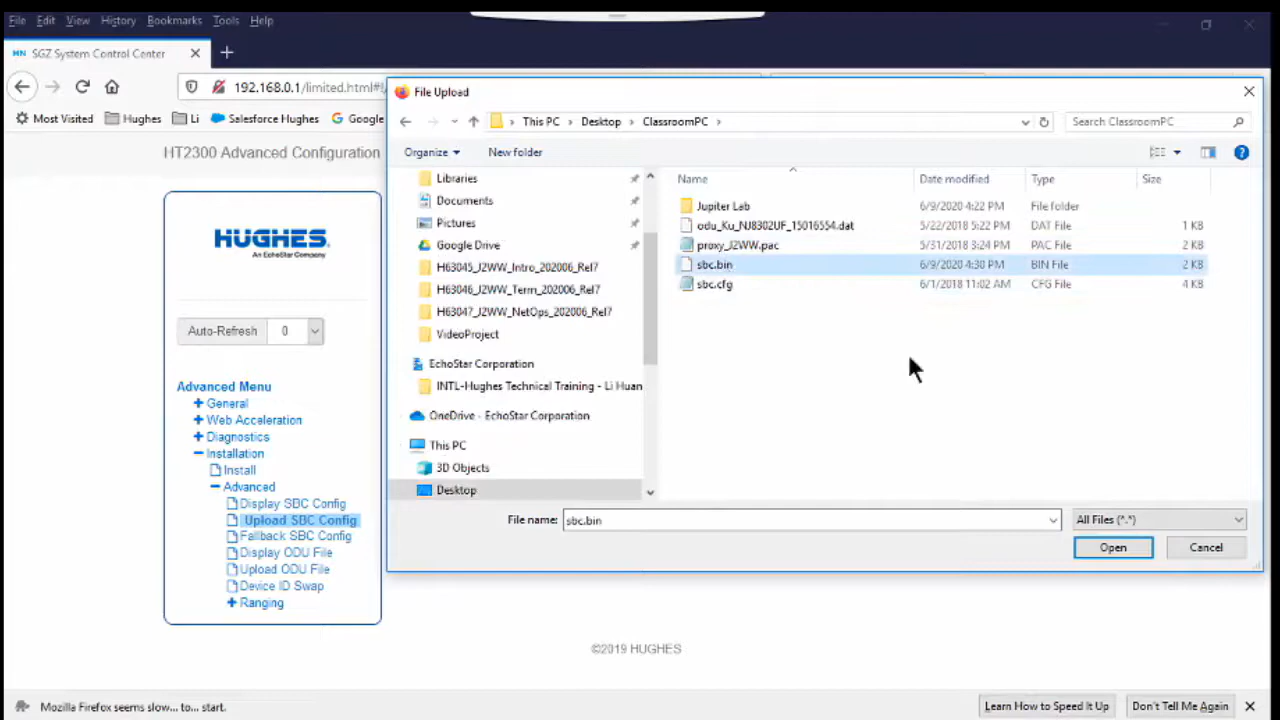 File Edit View History Bookmarks Tools Help
SGZ System Control Center
192.168.0.1/limited.html#!/
Most Visited Hughes Li Salesforce Hughes Google
HT2300 Advanced Configuration
HUGHES.
An EchoStar Company
Auto-Refresh 0
Advanced Menu
General
Web Acceleration
Diagnostics
Installation
Install
Advanced
Display SBC Config
Upload SBC Config
Fallback SBC Config
Display ODU File
Upload ODU File
Device ID Swap
Ranging
File Upload
This PC > Desktop > ClassroomPC >
Search ClassroomPC
Organize New folder
Libraries
Documents
Pictures
Google Drive
H63045_J2WW_Intro_202006_Rel7
H63046_J2WW_Term_202006_Rel7
H63047_J2WW_NetOps_202006_Rel7
VideoProject
EchoStar Corporation
INTL-Hughes Technical Training - Li Huan
OneDrive - EchoStar Corporation
This PC
3D Objects
Desktop
Name Date modified Type Size
Jupiter Lab 6/9/2020 4:22 PM File folder
odu_Ku_NJ8302UF_15016554.dat 5/22/2018 5:22 PM DAT File 1 KB
proxy_J2WW.pac 5/31/2018 3:24 PM PAC File 2 KB
sbc.bin 6/9/2020 4:30 PM BIN File 2 KB
sbc.cfg 6/1/2018 11:02 AM CFG File 4 KB
File name: sbc.bin All Files (*.*)
Open Cancel
©2019 HUGHES
Mozilla Firefox seems slow... to... start. Learn How to Speed It Up Don't Tell Me Again